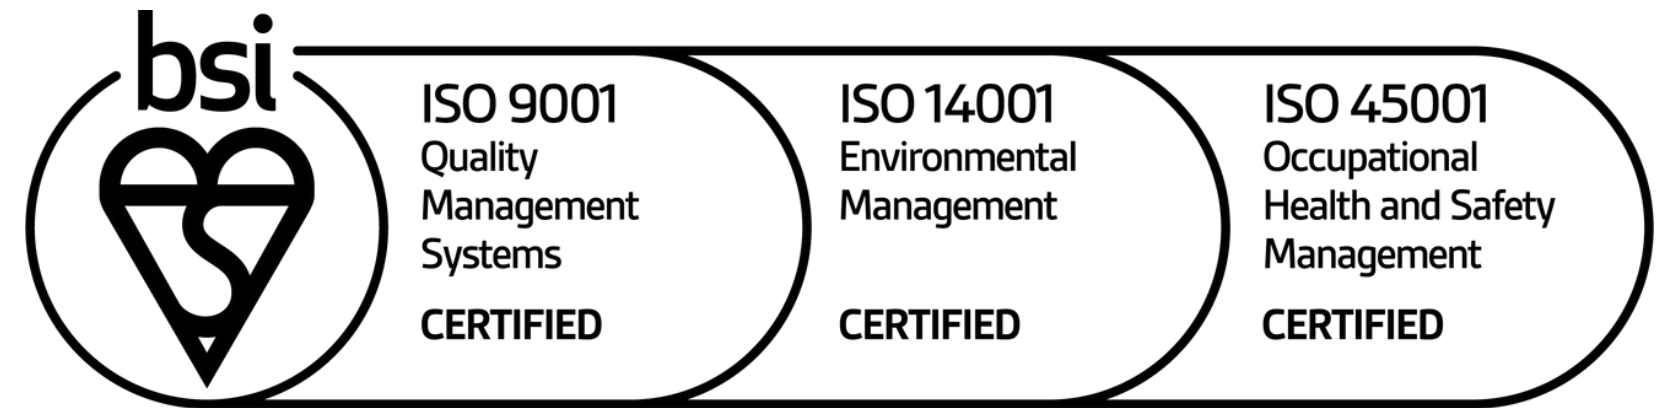 bsi
ISO 9001
Quality
Management
Systems
CERTIFIED
ISO 14001
Environmental
Management
CERTIFIED
ISO 45001
Occupational
Health and Safety
Management
CERTIFIED